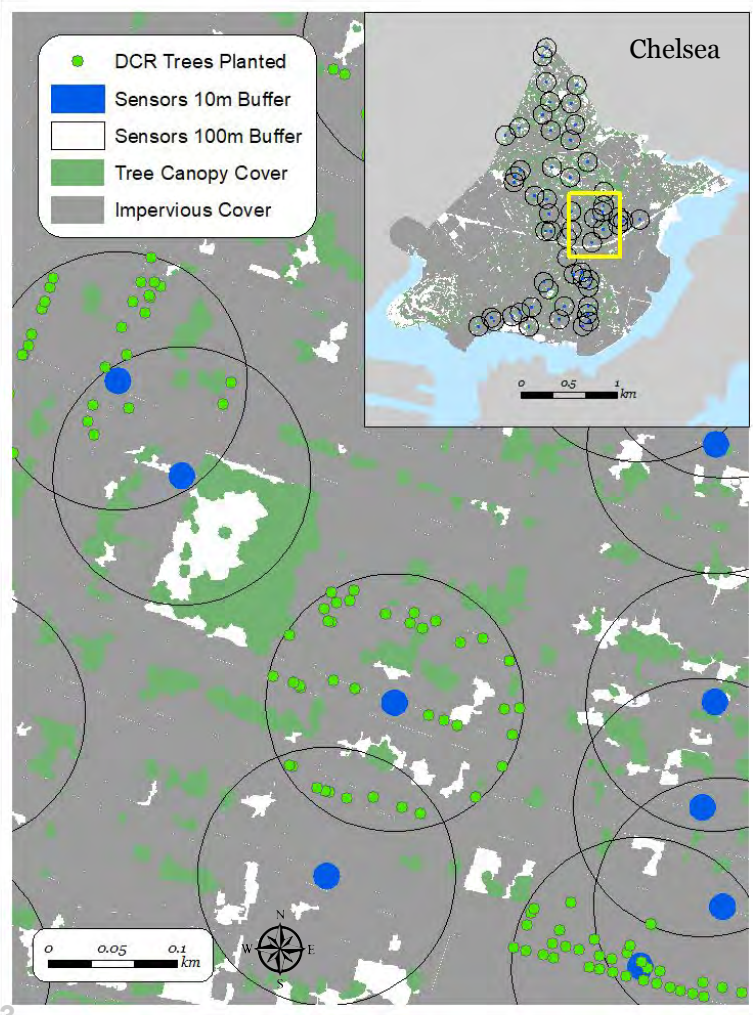 DCR Trees Planted
Sensors 10m Buffer
Sensors 100m Buffer
Tree Canopy Cover
Impervious Cover
Chelsea
0 0.5 1
km
N
W E
S
0 0.05 0.1
km
3